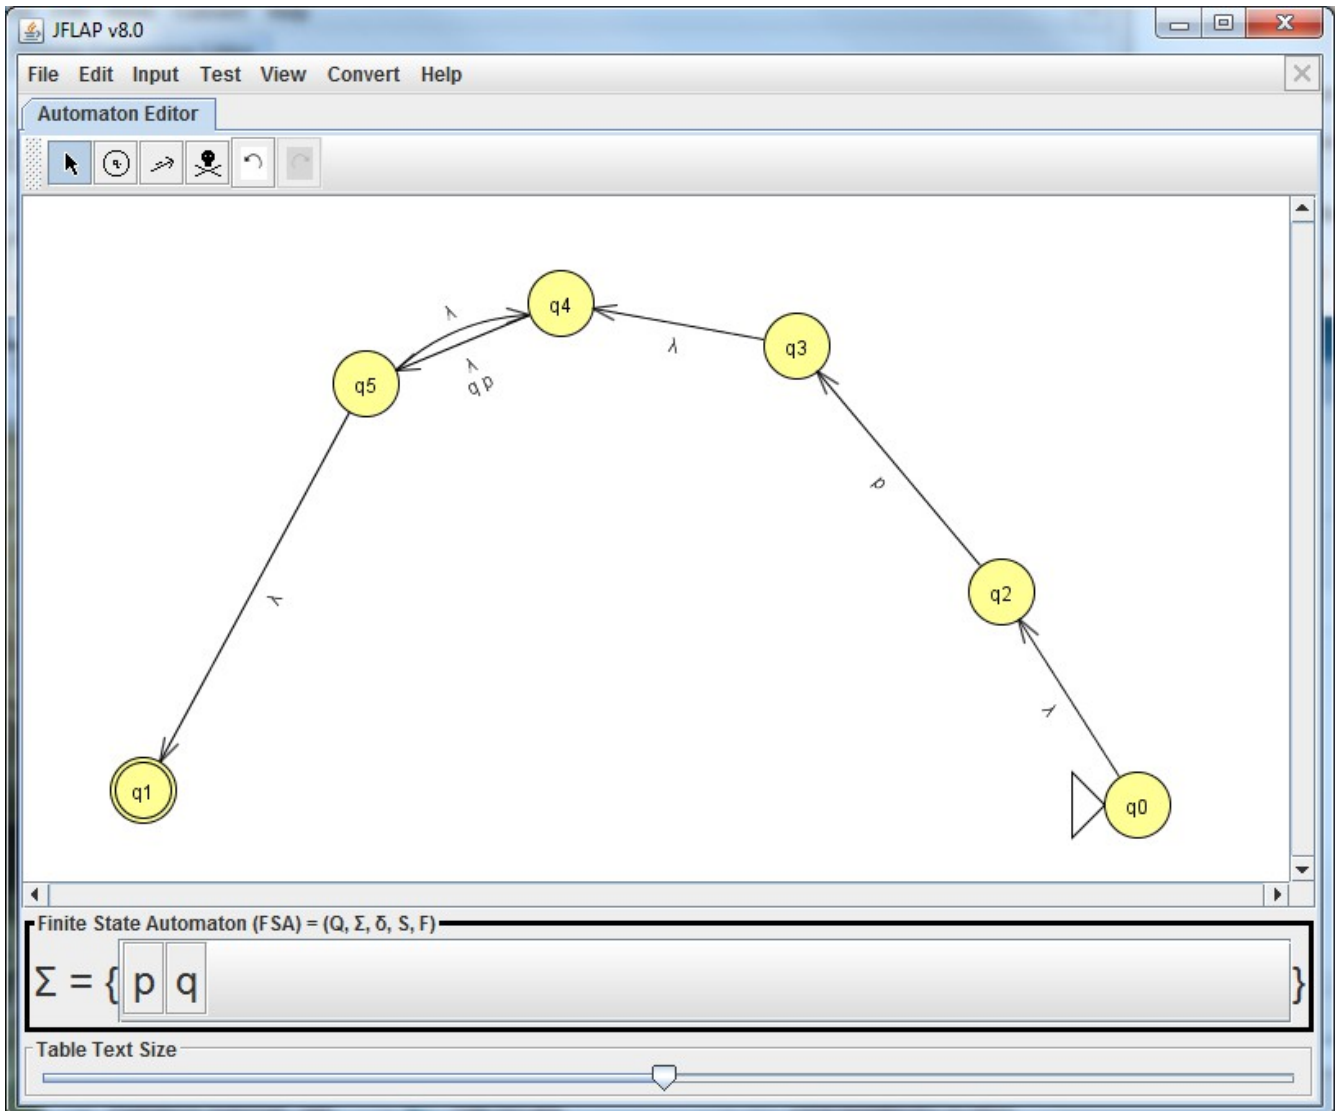 JFLAP v8.0
File Edit Input Test View Convert Help
Automaton Editor
q4
λ
q3
λ
q5
λ
qp
p
q2
λ
λ
q1
q0
Finite State Automaton (FSA) = (Q, Σ, δ, S, F)
Σ = { p q }
Table Text Size